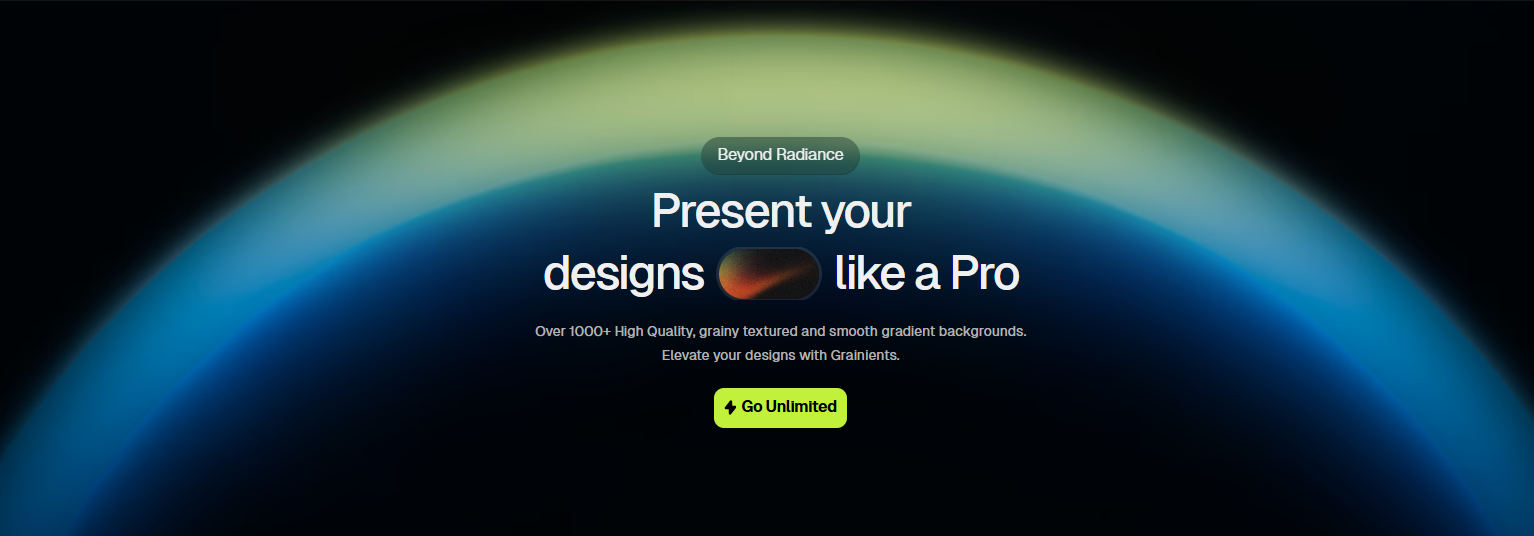 Beyond Radiance
Present your
designs like a Pro
Over 1000+ High Quality, grainy textured and smooth gradient backgrounds.
Elevate your designs with Grainients.
Go Unlimited